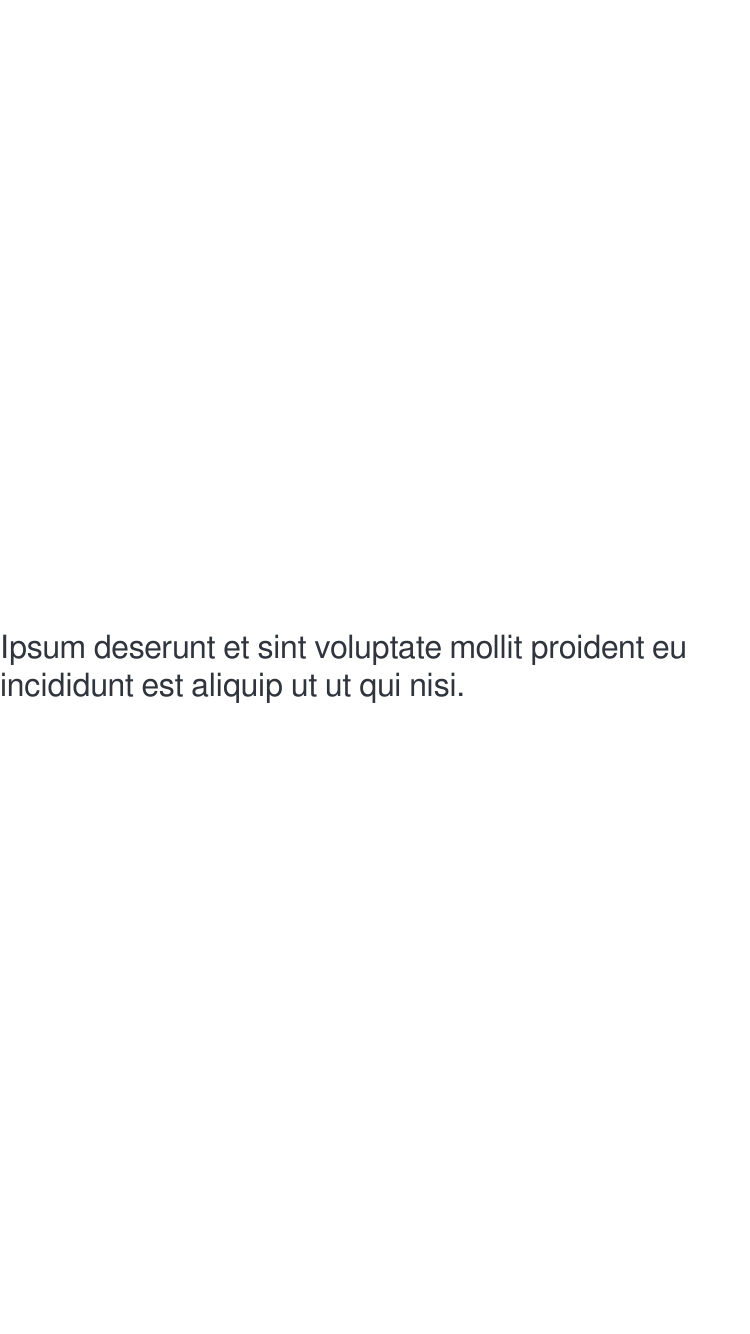 Ipsum deserunt et sint voluptate mollit proident eu
incididunt est aliquip ut ut qui nisi.